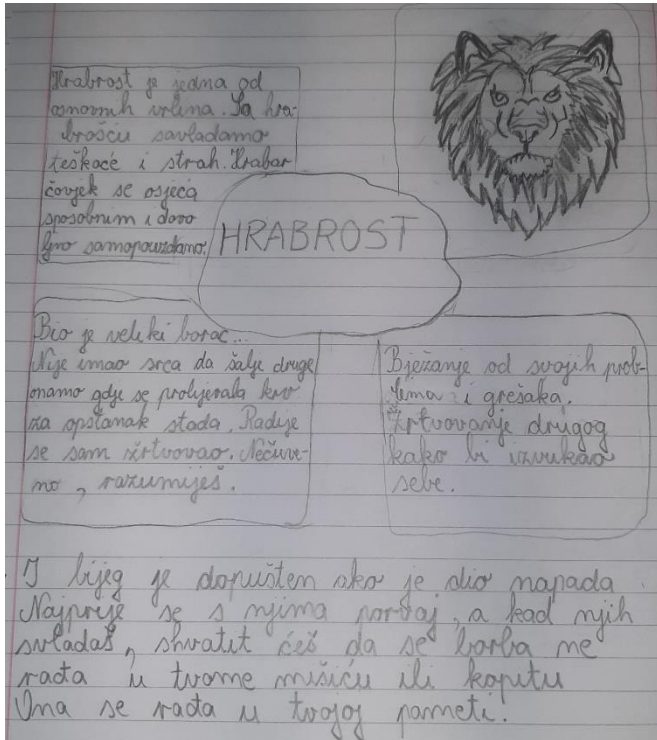 Hrabrost je jedna od
osnovnih vrlina. Sa hra-
brošću savladamo
teškoće i strah. Hrabar
čovjek se osjeća
sposobnim i dovo
ljno samopouzdano.
HRABROST
Bio je veliki borac...
Nije imao srca da šalje druge
onamo gdje se prolijevala krv
za opstanak stada. Radije
se sam žrtvovao. Nečuve-
no, razumiješ.
Bježanje od svojih prob-
lema i grešaka.
Žrtvovanje drugog
kako bi izvukao
sebe.
I bijeg je dopušten ako je dio napada
Najprije se s njima porvaj, a kad njih
svladaš, shvatit ćeš da se borba ne
rađa u tvome mišiću ili kopitu
Ona se rađa u tvojoj pameti.